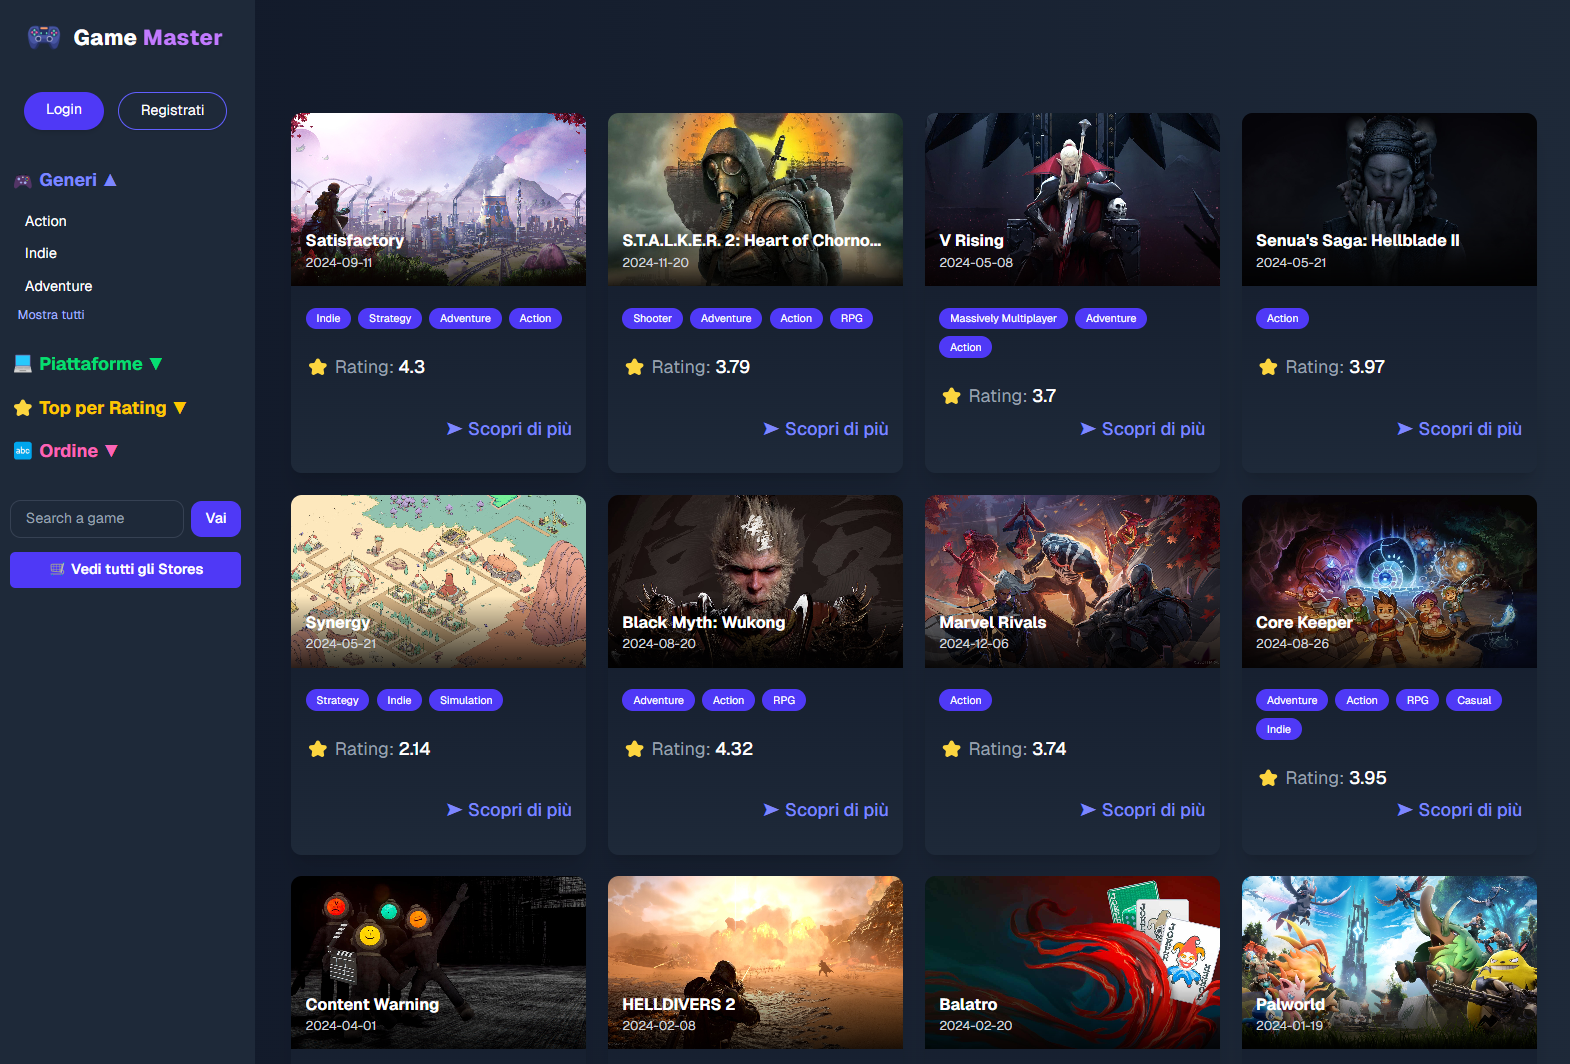 Game Master
Login
Registrati
Generi ▲
Action
Indie
Adventure
Mostra tutti
Piattaforme ▼
Top per Rating ▼
abc Ordine ▼
Search a game
Vai
Vedi tutti gli Stores
Satisfactory
2024-09-11
Indie Strategy Adventure Action
Rating: 4.3
➤ Scopri di più
S.T.A.L.K.E.R. 2: Heart of Chorno...
2024-11-20
Shooter Adventure Action RPG
Rating: 3.79
➤ Scopri di più
V Rising
2024-05-08
Massively Multiplayer Adventure
Action
Rating: 3.7
➤ Scopri di più
Senua's Saga: Hellblade II
2024-05-21
Action
Rating: 3.97
➤ Scopri di più
Synergy
2024-05-21
Strategy Indie Simulation
Rating: 2.14
➤ Scopri di più
Black Myth: Wukong
2024-08-20
Adventure Action RPG
Rating: 4.32
➤ Scopri di più
Marvel Rivals
2024-12-06
Action
Rating: 3.74
➤ Scopri di più
Core Keeper
2024-08-26
Adventure Action RPG Casual
Indie
Rating: 3.95
➤ Scopri di più
Content Warning
2024-04-01
HELLDIVERS 2
2024-02-08
Balatro
2024-02-20
JOKER
Palworld
2024-01-19